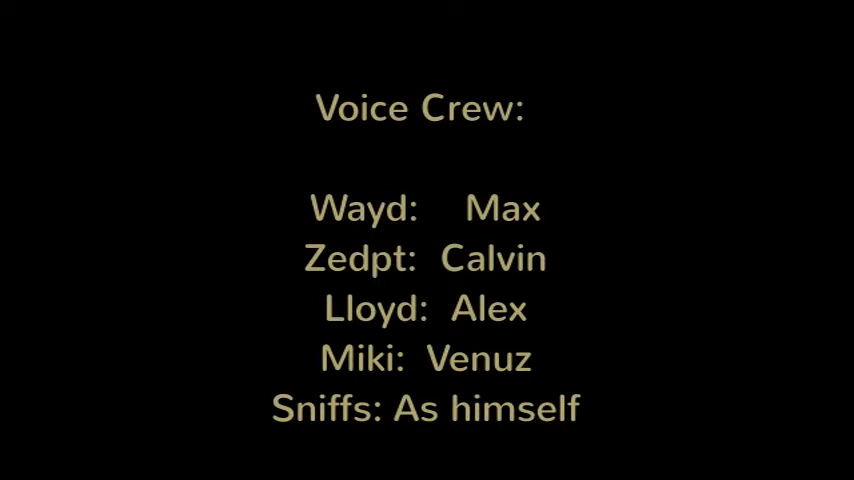 Voice Crew:
Wayd: Max
Zedpt: Calvin
Lloyd: Alex
Miki: Venuz
Sniffs: As himself